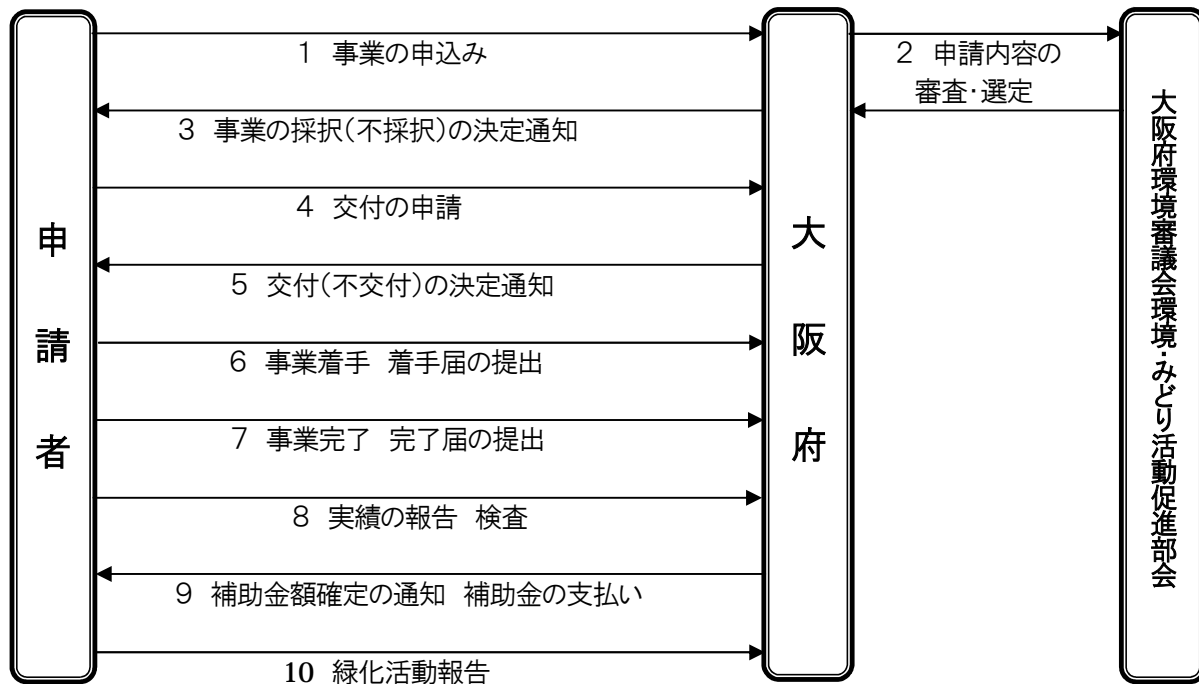 申請者
1 事業の申込み
3 事業の採択(不採択)の決定通知
4 交付の申請
5 交付(不交付)の決定通知
6 事業着手 着手届の提出
7 事業完了 完了届の提出
8 実績の報告 検査
9 補助金額確定の通知 補助金の支払い
10 緑化活動報告
大阪府
2 申請内容の
審査・選定
大阪府環境審議会環境・みどり活動促進部会